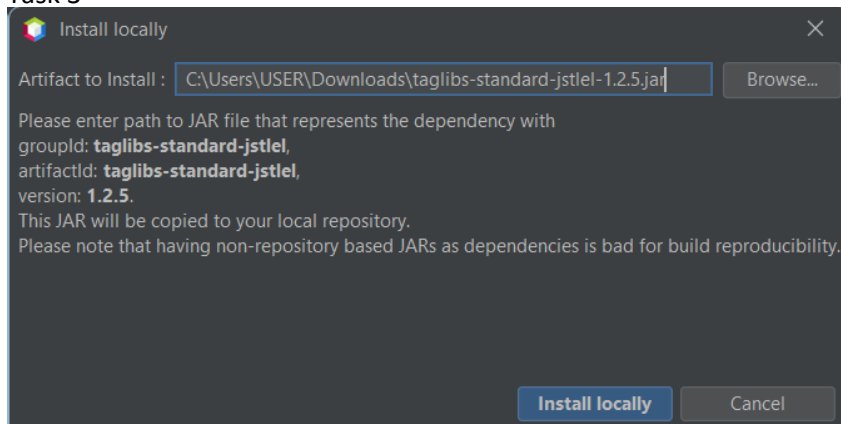 Install locally
Artifact to Install : C:\Users\USER\Downloads\taglibs-standard-jstlel-1.2.5.jar Browse...
Please enter path to JAR file that represents the dependency with
groupId: taglibs-standard-jstlel,
artifactId: taglibs-standard-jstlel,
version: 1.2.5.
This JAR will be copied to your local repository.
Please note that having non-repository based JARs as dependencies is bad for build reproducibility.
Install locally Cancel